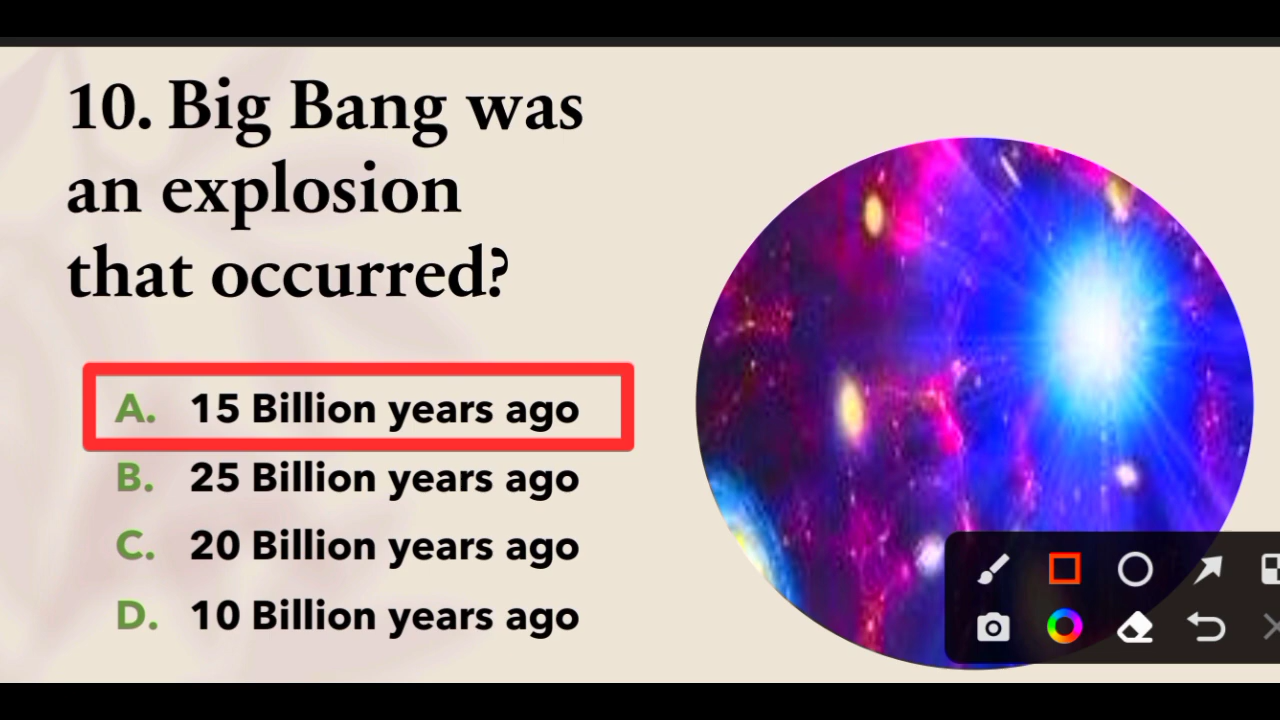 10. Big Bang was
an explosion
that occurred?
A. 15 Billion years ago
B. 25 Billion years ago
C. 20 Billion years ago
D. 10 Billion years ago